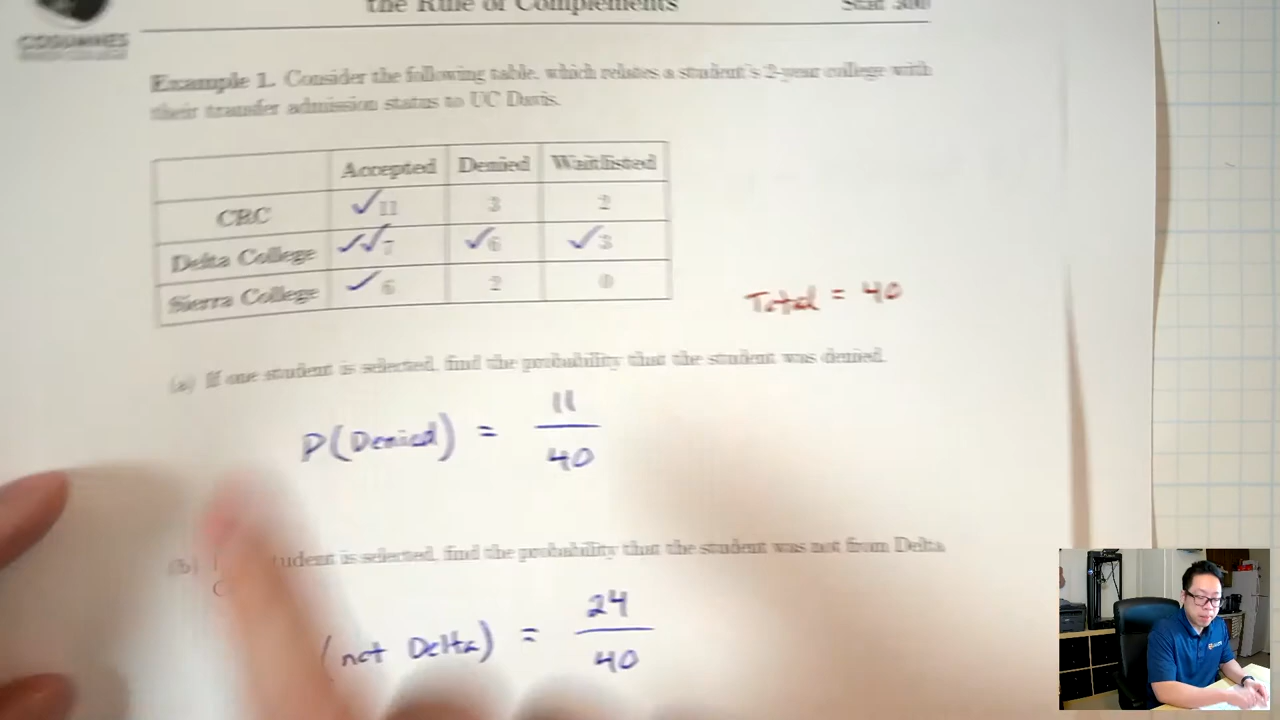 the Rule of Complements
Stat 300
COSUMNES
Example 1. Consider the following table, which relates a student's 2-year college with
their transfer admission status to UC Davis.
Accepted Denied Waitlisted
CRC ✓11 3 2
Delta College ✓✓7 ✓6 ✓3
Sierra College ✓6 2 0
Total = 40
(a) If one student is selected, find the probability that the student was denied.
P(Denied) = 11/40
(b) student is selected, find the probability that the student was not from Delta
(not Delta) = 24/40